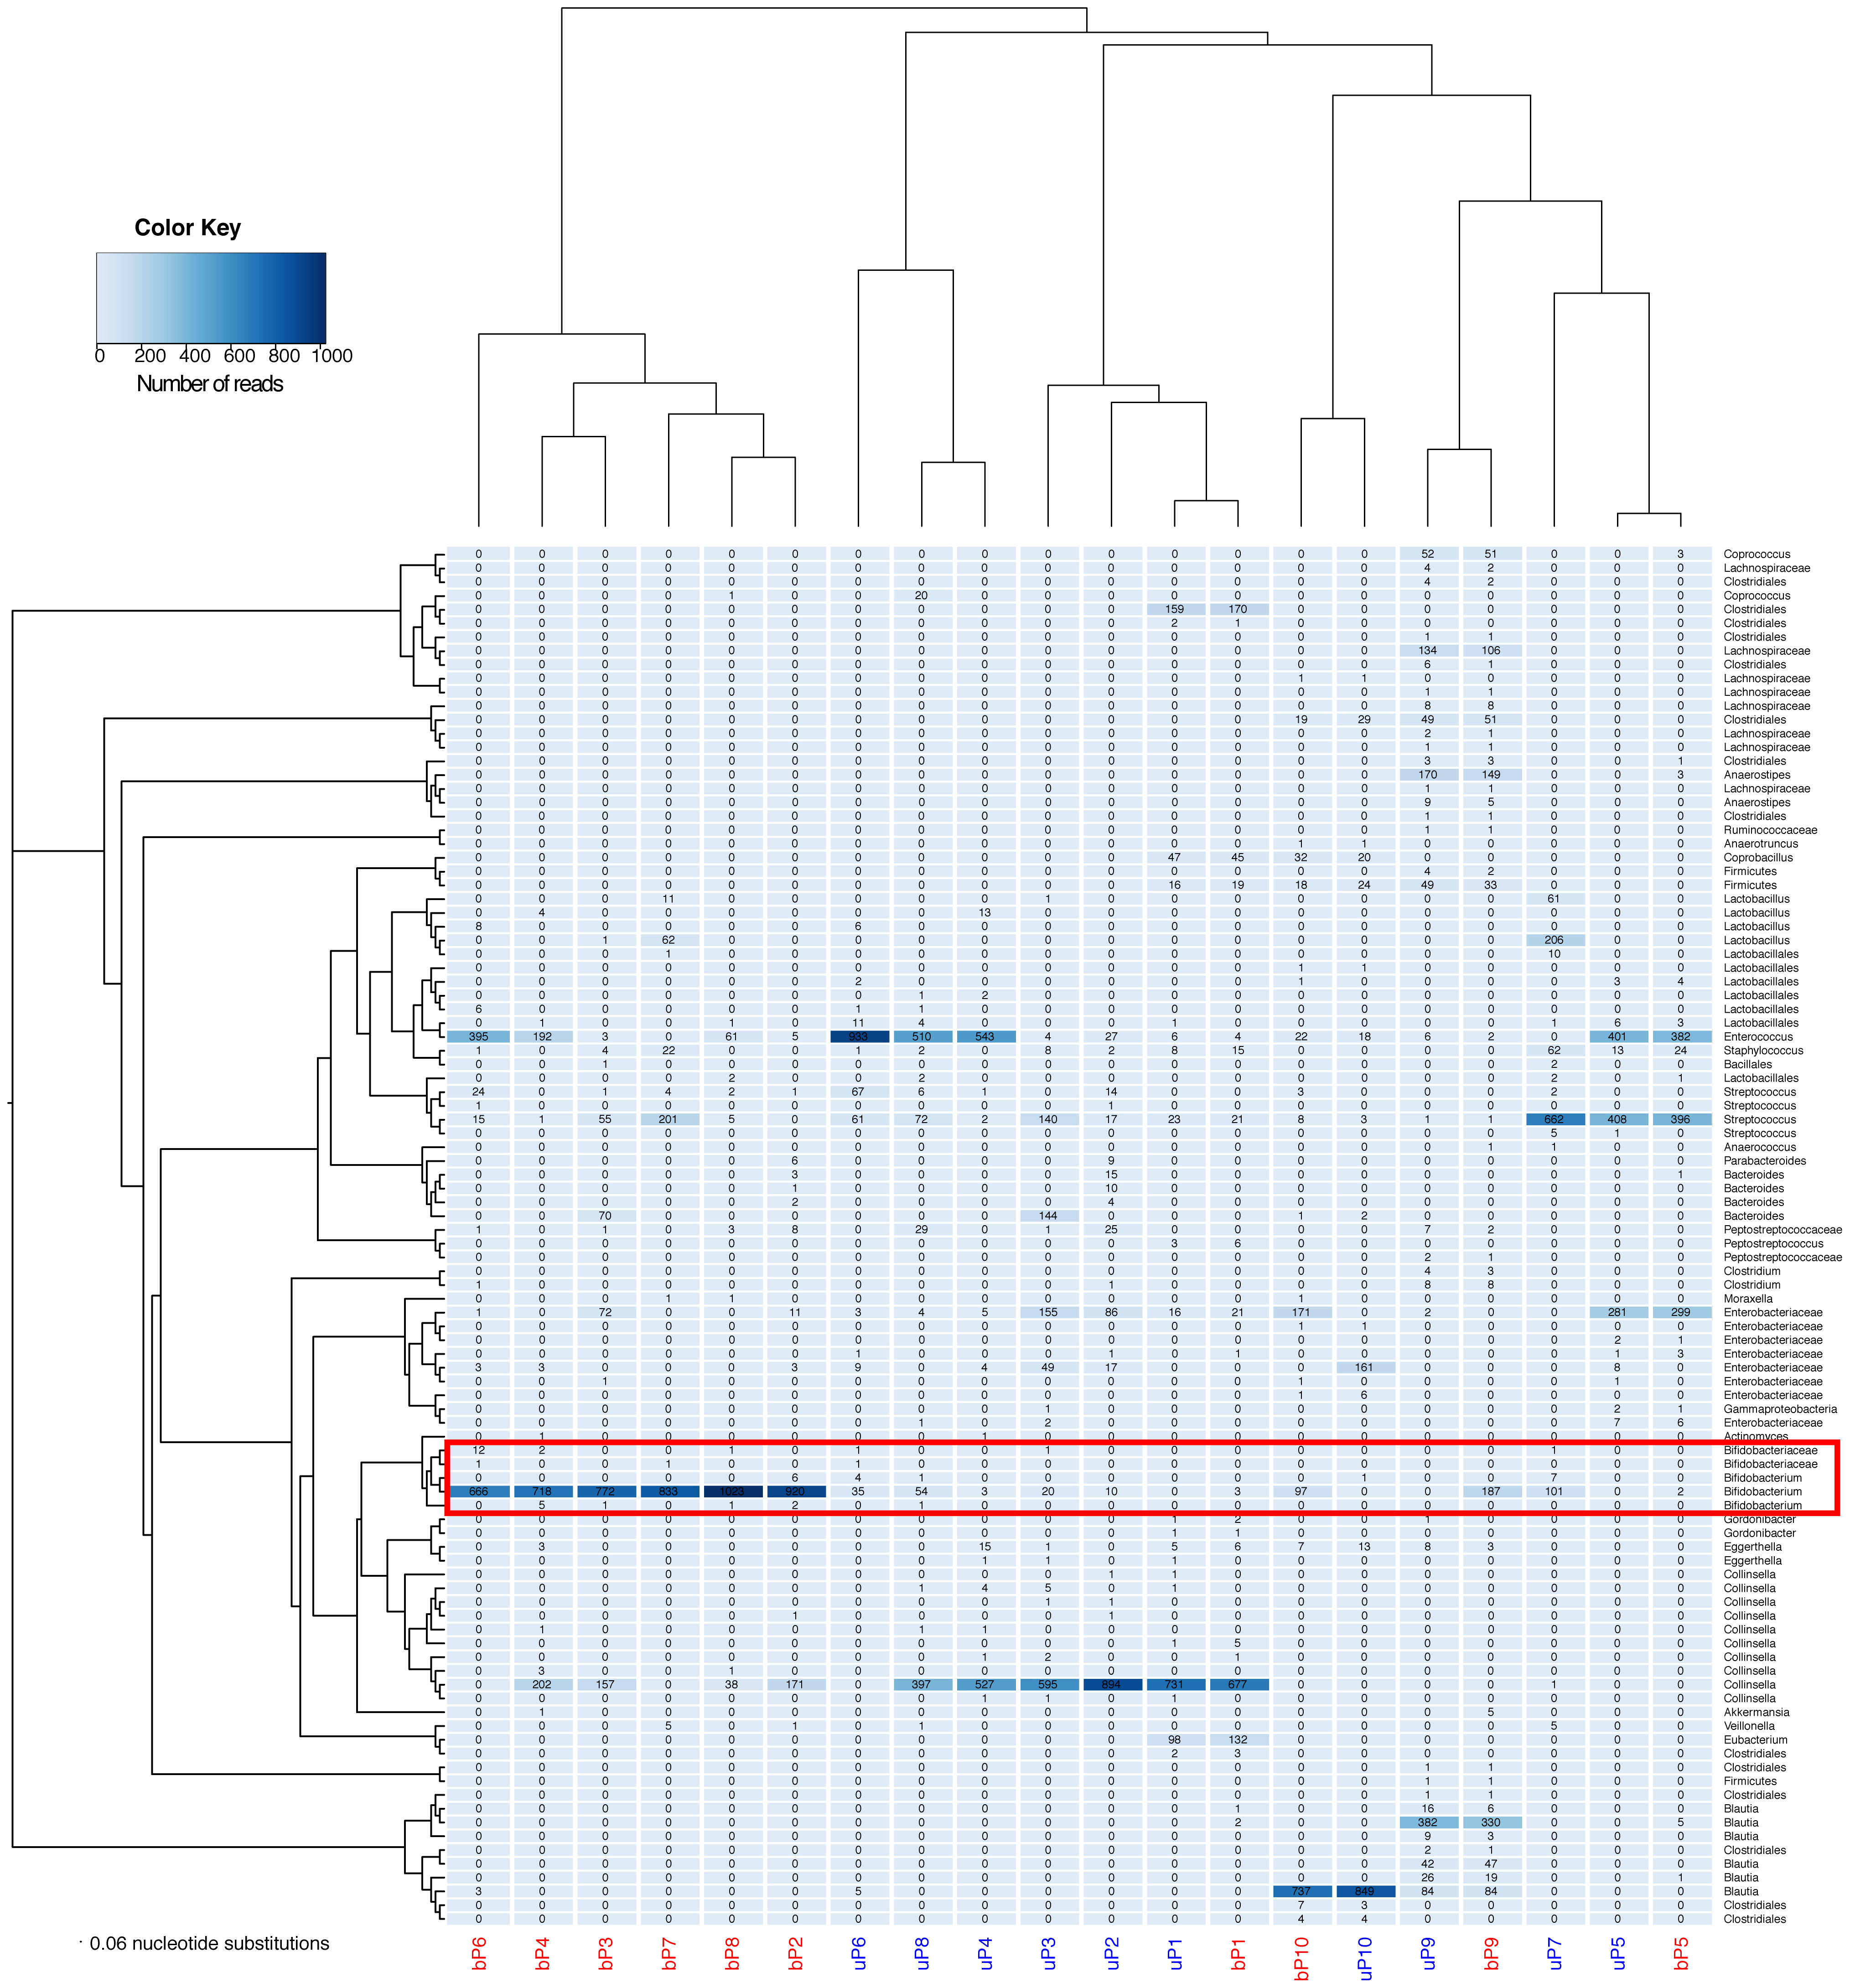 Color Key
0 200 400 600 800 1000
Number of reads
0 0 0 0 0 0 0 0 0 0 0 0 0 0 0 52 51 0 0 3 Coprococcus
0 0 0 0 0 0 0 0 0 0 0 0 0 0 0 4 2 0 0 0 Lachnospiraceae
0 0 0 0 0 0 0 0 0 0 0 0 0 0 0 4 2 0 0 0 Clostridiales
0 0 0 0 1 0 0 20 0 0 0 0 0 0 0 0 0 0 0 0 Coprococcus
0 0 0 0 0 0 0 0 0 0 0 159 170 0 0 0 0 0 0 0 Clostridiales
0 0 0 0 0 0 0 0 0 0 0 2 1 0 0 0 0 0 0 0 Clostridiales
0 0 0 0 0 0 0 0 0 0 0 0 0 0 0 1 1 0 0 0 Clostridiales
0 0 0 0 0 0 0 0 0 0 0 0 0 0 0 134 106 0 0 0 Lachnospiraceae
0 0 0 0 0 0 0 0 0 0 0 0 0 0 0 6 1 0 0 0 Clostridiales
0 0 0 0 0 0 0 0 0 0 0 0 0 1 1 0 0 0 0 0 Lachnospiraceae
0 0 0 0 0 0 0 0 0 0 0 0 0 0 0 1 1 0 0 0 Lachnospiraceae
0 0 0 0 0 0 0 0 0 0 0 0 0 0 0 8 8 0 0 0 Lachnospiraceae
0 0 0 0 0 0 0 0 0 0 0 0 0 19 29 49 51 0 0 0 Clostridiales
0 0 0 0 0 0 0 0 0 0 0 0 0 0 0 2 1 0 0 0 Lachnospiraceae
0 0 0 0 0 0 0 0 0 0 0 0 0 0 0 1 1 0 0 0 Lachnospiraceae
0 0 0 0 0 0 0 0 0 0 0 0 0 0 0 3 3 0 0 1 Clostridiales
0 0 0 0 0 0 0 0 0 0 0 0 0 0 0 170 149 0 0 3 Anaerostipes
0 0 0 0 0 0 0 0 0 0 0 0 0 0 0 1 1 0 0 0 Lachnospiraceae
0 0 0 0 0 0 0 0 0 0 0 0 0 0 0 9 5 0 0 0 Anaerostipes
0 0 0 0 0 0 0 0 0 0 0 0 0 0 0 1 1 0 0 0 Clostridiales
0 0 0 0 0 0 0 0 0 0 0 0 0 0 0 1 1 0 0 0 Ruminococcaceae
0 0 0 0 0 0 0 0 0 0 0 0 0 1 1 0 0 0 0 0 Anaerotruncus
0 0 0 0 0 0 0 0 0 0 0 47 45 32 20 0 0 0 0 0 Coprobacillus
0 0 0 0 0 0 0 0 0 0 0 0 0 0 0 4 2 0 0 0 Firmicutes
0 0 0 0 0 0 0 0 0 0 0 16 19 18 24 49 33 0 0 0 Firmicutes
0 0 0 11 0 0 0 0 0 1 0 0 0 0 0 0 0 61 0 0 Lactobacillus
0 4 0 0 0 0 0 0 13 0 0 0 0 0 0 0 0 0 0 0 Lactobacillus
8 0 0 0 0 0 6 0 0 0 0 0 0 0 0 0 0 0 0 0 Lactobacillus
0 0 1 62 0 0 0 0 0 0 0 0 0 0 0 0 0 206 0 0 Lactobacillus
0 0 0 1 0 0 0 0 0 0 0 0 0 0 0 0 0 10 0 0 Lactobacillales
0 0 0 0 0 0 0 0 0 0 0 0 0 1 1 0 0 0 0 0 Lactobacillales
0 0 0 0 0 0 2 0 0 0 0 0 0 1 0 0 0 0 3 4 Lactobacillales
0 0 0 0 0 0 0 1 2 0 0 0 0 0 0 0 0 0 0 0 Lactobacillales
6 0 0 0 0 0 1 1 0 0 0 0 0 0 0 0 0 0 0 0 Lactobacillales
0 1 0 0 1 0 11 4 0 0 0 1 0 0 0 0 0 1 6 3 Lactobacillales
395 192 3 0 61 5 933 510 543 4 27 6 4 22 18 6 2 0 401 382 Enterococcus
1 0 4 22 0 0 1 2 0 8 2 8 15 0 0 0 0 62 13 24 Staphylococcus
0 0 1 0 0 0 0 0 0 0 0 0 0 0 0 0 0 2 0 0 Bacillales
0 0 0 0 2 0 0 2 0 0 0 0 0 0 0 0 0 2 0 1 Lactobacillales
24 0 1 4 2 1 67 6 1 0 14 0 0 3 0 0 0 2 0 0 Streptococcus
1 0 0 0 0 0 0 0 0 0 1 0 0 0 0 0 0 0 0 0 Streptococcus
15 1 55 201 5 0 61 72 2 140 17 23 21 8 3 1 1 662 408 396 Streptococcus
0 0 0 0 0 0 0 0 0 0 0 0 0 0 0 0 0 5 1 0 Streptococcus
0 0 0 0 0 0 0 0 0 0 0 0 0 0 0 0 1 1 0 0 Anaerococcus
0 0 0 0 0 6 0 0 0 0 9 0 0 0 0 0 0 0 0 0 Parabacteroides
0 0 0 0 0 3 0 0 0 0 15 0 0 0 0 0 0 0 0 1 Bacteroides
0 0 0 0 0 1 0 0 0 0 10 0 0 0 0 0 0 0 0 0 Bacteroides
0 0 0 0 0 2 0 0 0 0 4 0 0 0 0 0 0 0 0 0 Bacteroides
0 0 70 0 0 0 0 0 0 144 0 0 0 1 2 0 0 0 0 0 Bacteroides
1 0 1 0 3 8 0 29 0 1 25 0 0 0 0 7 2 0 0 0 Peptostreptococcaceae
0 0 0 0 0 0 0 0 0 0 0 3 6 0 0 0 0 0 0 0 Peptostreptococcus
0 0 0 0 0 0 0 0 0 0 0 0 0 0 0 2 1 0 0 0 Peptostreptococcaceae
0 0 0 0 0 0 0 0 0 0 0 0 0 0 0 4 3 0 0 0 Clostridium
1 0 0 0 0 0 0 0 0 0 1 0 0 0 0 8 8 0 0 0 Clostridium
0 0 0 1 1 0 0 0 0 0 0 0 0 1 0 0 0 0 0 0 Moraxella
1 0 72 0 0 11 3 4 5 155 86 16 21 171 0 2 0 0 281 299 Enterobacteriaceae
0 0 0 0 0 0 0 0 0 0 0 0 0 1 1 0 0 0 0 0 Enterobacteriaceae
0 0 0 0 0 0 0 0 0 0 0 0 0 0 0 0 0 0 2 1 Enterobacteriaceae
0 0 0 0 0 0 1 0 0 0 1 0 1 0 0 0 0 0 1 3 Enterobacteriaceae
3 3 0 0 0 3 9 0 4 49 17 0 0 0 161 0 0 0 8 0 Enterobacteriaceae
0 0 1 0 0 0 0 0 0 0 0 0 0 1 0 0 0 0 1 0 Enterobacteriaceae
0 0 0 0 0 0 0 0 0 0 0 0 0 1 6 0 0 0 0 0 Enterobacteriaceae
0 0 0 0 0 0 0 0 0 1 0 0 0 0 0 0 0 0 2 1 Gammaproteobacteria
0 0 0 0 0 0 0 1 0 2 0 0 0 0 0 0 0 0 7 6 Enterobacteriaceae
0 1 0 0 0 0 0 0 1 0 0 0 0 0 0 0 0 0 0 0 Actinomyces
12 2 0 0 1 0 1 0 0 1 0 0 0 0 0 0 0 1 0 0 Bifidobacteriaceae
1 0 0 1 0 0 1 0 0 0 0 0 0 0 0 0 0 0 0 0 Bifidobacteriaceae
0 0 0 0 0 6 4 1 0 0 0 0 0 0 1 0 0 7 0 0 Bifidobacterium
666 718 772 833 1023 920 35 54 3 20 10 0 3 97 0 0 187 101 0 2 Bifidobacterium
0 5 1 0 1 2 0 1 0 0 0 0 0 0 0 0 0 0 0 0 Bifidobacterium
0 0 0 0 0 0 0 0 0 0 0 1 2 0 0 1 0 0 0 0 Gordonibacter
0 0 0 0 0 0 0 0 0 0 0 1 1 0 0 0 0 0 0 0 Gordonibacter
0 3 0 0 0 0 0 0 15 1 0 5 6 7 13 8 3 0 0 0 Eggerthella
0 0 0 0 0 0 0 0 1 1 0 1 0 0 0 0 0 0 0 0 Eggerthella
0 0 0 0 0 0 0 0 0 0 1 1 0 0 0 0 0 0 0 0 Collinsella
0 0 0 0 0 0 0 1 4 5 0 1 0 0 0 0 0 0 0 0 Collinsella
0 0 0 0 0 0 0 0 0 1 1 0 0 0 0 0 0 0 0 0 Collinsella
0 0 0 0 0 1 0 0 0 0 1 0 0 0 0 0 0 0 0 0 Collinsella
0 1 0 0 0 0 0 1 1 0 0 0 0 0 0 0 0 0 0 0 Collinsella
0 0 0 0 0 0 0 0 0 0 0 1 5 0 0 0 0 0 0 0 Collinsella
0 0 0 0 0 0 0 0 1 2 0 0 1 0 0 0 0 0 0 0 Collinsella
0 3 0 0 1 0 0 0 0 0 0 0 0 0 0 0 0 0 0 0 Collinsella
0 202 157 0 38 171 0 397 527 595 894 731 677 0 0 0 0 1 0 0 Collinsella
0 0 0 0 0 0 0 0 1 1 0 1 0 0 0 0 0 0 0 0 Collinsella
0 1 0 0 0 0 0 0 0 0 0 0 0 0 0 0 5 0 0 0 Akkermansia
0 0 0 5 0 1 0 1 0 0 0 0 0 0 0 0 0 5 0 0 Veillonella
0 0 0 0 0 0 0 0 0 0 0 98 132 0 0 0 0 0 0 0 Eubacterium
0 0 0 0 0 0 0 0 0 0 0 2 3 0 0 0 0 0 0 0 Clostridiales
0 0 0 0 0 0 0 0 0 0 0 0 0 0 0 1 1 0 0 0 Clostridiales
0 0 0 0 0 0 0 0 0 0 0 0 0 0 0 1 1 0 0 0 Firmicutes
0 0 0 0 0 0 0 0 0 0 0 0 0 0 0 1 1 0 0 0 Clostridiales
0 0 0 0 0 0 0 0 0 0 0 0 1 0 0 16 6 0 0 0 Blautia
0 0 0 0 0 0 0 0 0 0 0 0 2 0 0 382 330 0 0 5 Blautia
0 0 0 0 0 0 0 0 0 0 0 0 0 0 0 9 3 0 0 0 Blautia
0 0 0 0 0 0 0 0 0 0 0 0 0 0 0 2 1 0 0 0 Clostridiales
0 0 0 0 0 0 0 0 0 0 0 0 0 0 0 42 47 0 0 0 Blautia
0 0 0 0 0 0 0 0 0 0 0 0 0 0 0 26 19 0 0 1 Blautia
3 0 0 0 0 0 5 0 0 0 0 0 0 737 849 84 84 0 0 0 Blautia
0 0 0 0 0 0 0 0 0 0 0 0 0 7 3 0 0 0 0 0 Clostridiales
0 0 0 0 0 0 0 0 0 0 0 0 0 4 4 0 0 0 0 0 Clostridiales
0.06 nucleotide substitutions
bP6 bP4 bP3 bP7 bP8 bP2 uP6 uP8 uP4 uP3 uP2 uP1 bP1 bP10 uP10 uP9 bP9 uP7 uP5 bP5